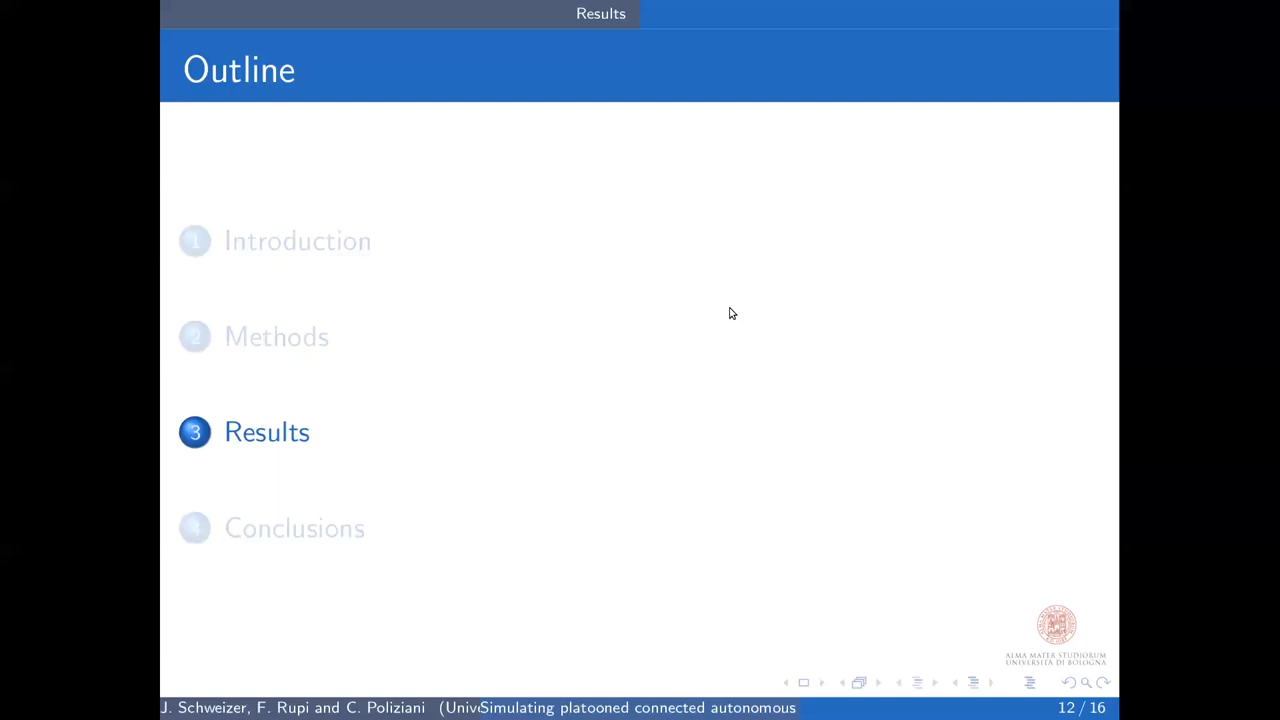 Results
Outline
1 Introduction
2 Methods
3 Results
4 Conclusions
ALMA MATER STUDIORUM
UNIVERSITÀ DI BOLOGNA
J. Schweizer, F. Rupi and C. Poliziani (Unive Simulating platooned connected autonomous 12 / 16